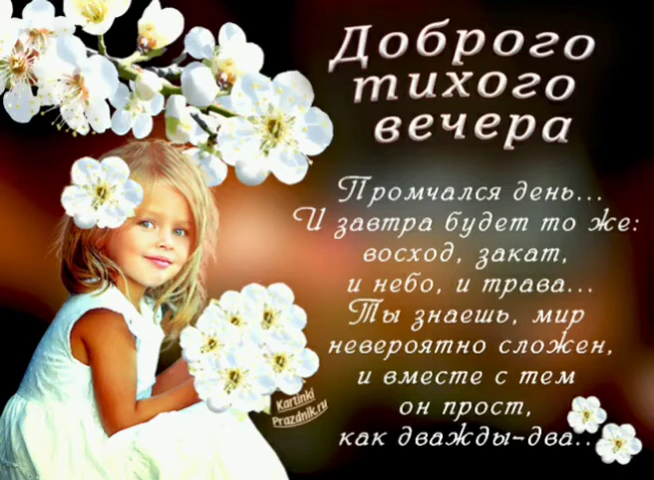 Доброго
тихого
вечера
Промчался день...
И завтра будет то же:
восход, закат,
и небо, и трава...
Ты знаешь, мир
невероятно сложен,
и вместе с тем
он прост,
как дважды-два..
Kartinki
Prazdnik.ru